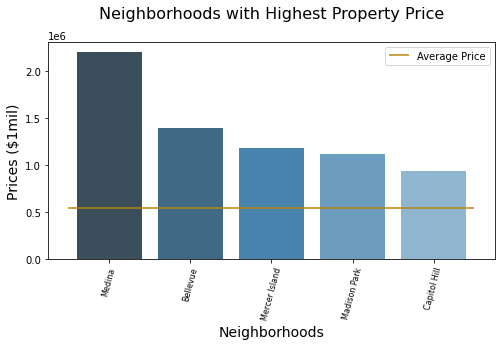 Neighborhoods with Highest Property Price
1e6
Average Price
2.0
1.5
1.0
0.5
0.0
Prices ($1mil)
Medina
Bellevue
Mercer Island
Madison Park
Capitol Hill
Neighborhoods